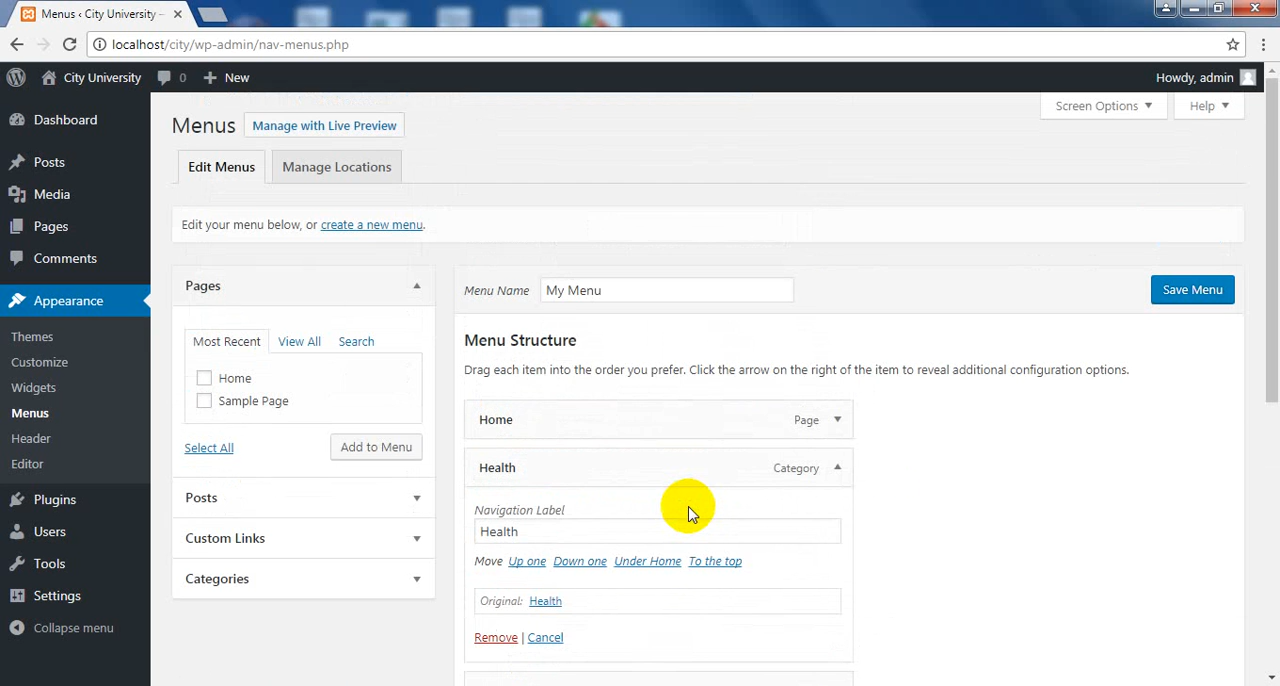 Menus ‹ City University –
localhost/city/wp-admin/nav-menus.php
City University 0 New Howdy, admin
Screen Options Help
Dashboard
Posts
Media
Pages
Comments
Appearance
Themes
Customize
Widgets
Menus
Header
Editor
Plugins
Users
Tools
Settings
Collapse menu
Menus Manage with Live Preview
Edit Menus Manage Locations
Edit your menu below, or create a new menu.
Pages
Most Recent View All Search
Home
Sample Page
Select All Add to Menu
Posts
Custom Links
Categories
Menu Name My Menu Save Menu
Menu Structure
Drag each item into the order you prefer. Click the arrow on the right of the item to reveal additional configuration options.
Home Page
Health Category
Navigation Label
Health
Move Up one Down one Under Home To the top
Original: Health
Remove | Cancel